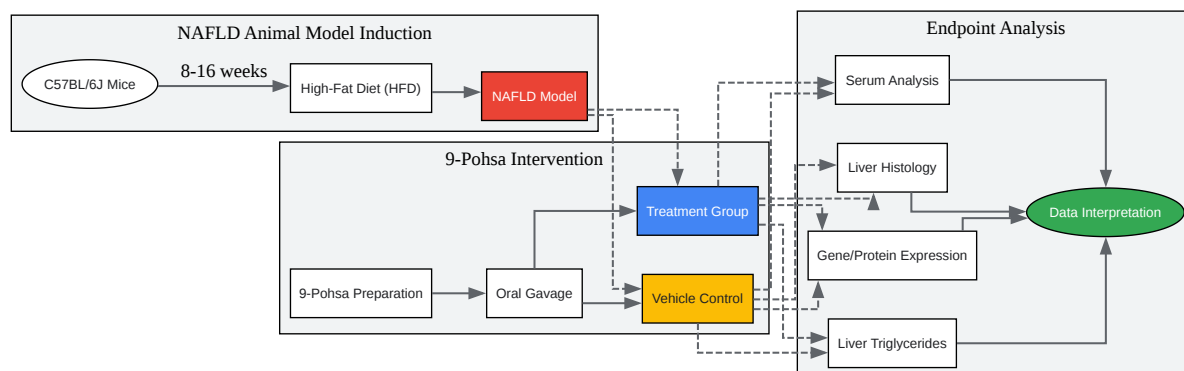 NAFLD Animal Model Induction
C57BL/6J Mice
8-16 weeks
High-Fat Diet (HFD)
NAFLD Model
9-Pohsa Intervention
Treatment Group
9-Pohsa Preparation
Oral Gavage
Vehicle Control
Endpoint Analysis
Serum Analysis
Liver Histology
Data Interpretation
Gene/Protein Expression
Liver Triglycerides